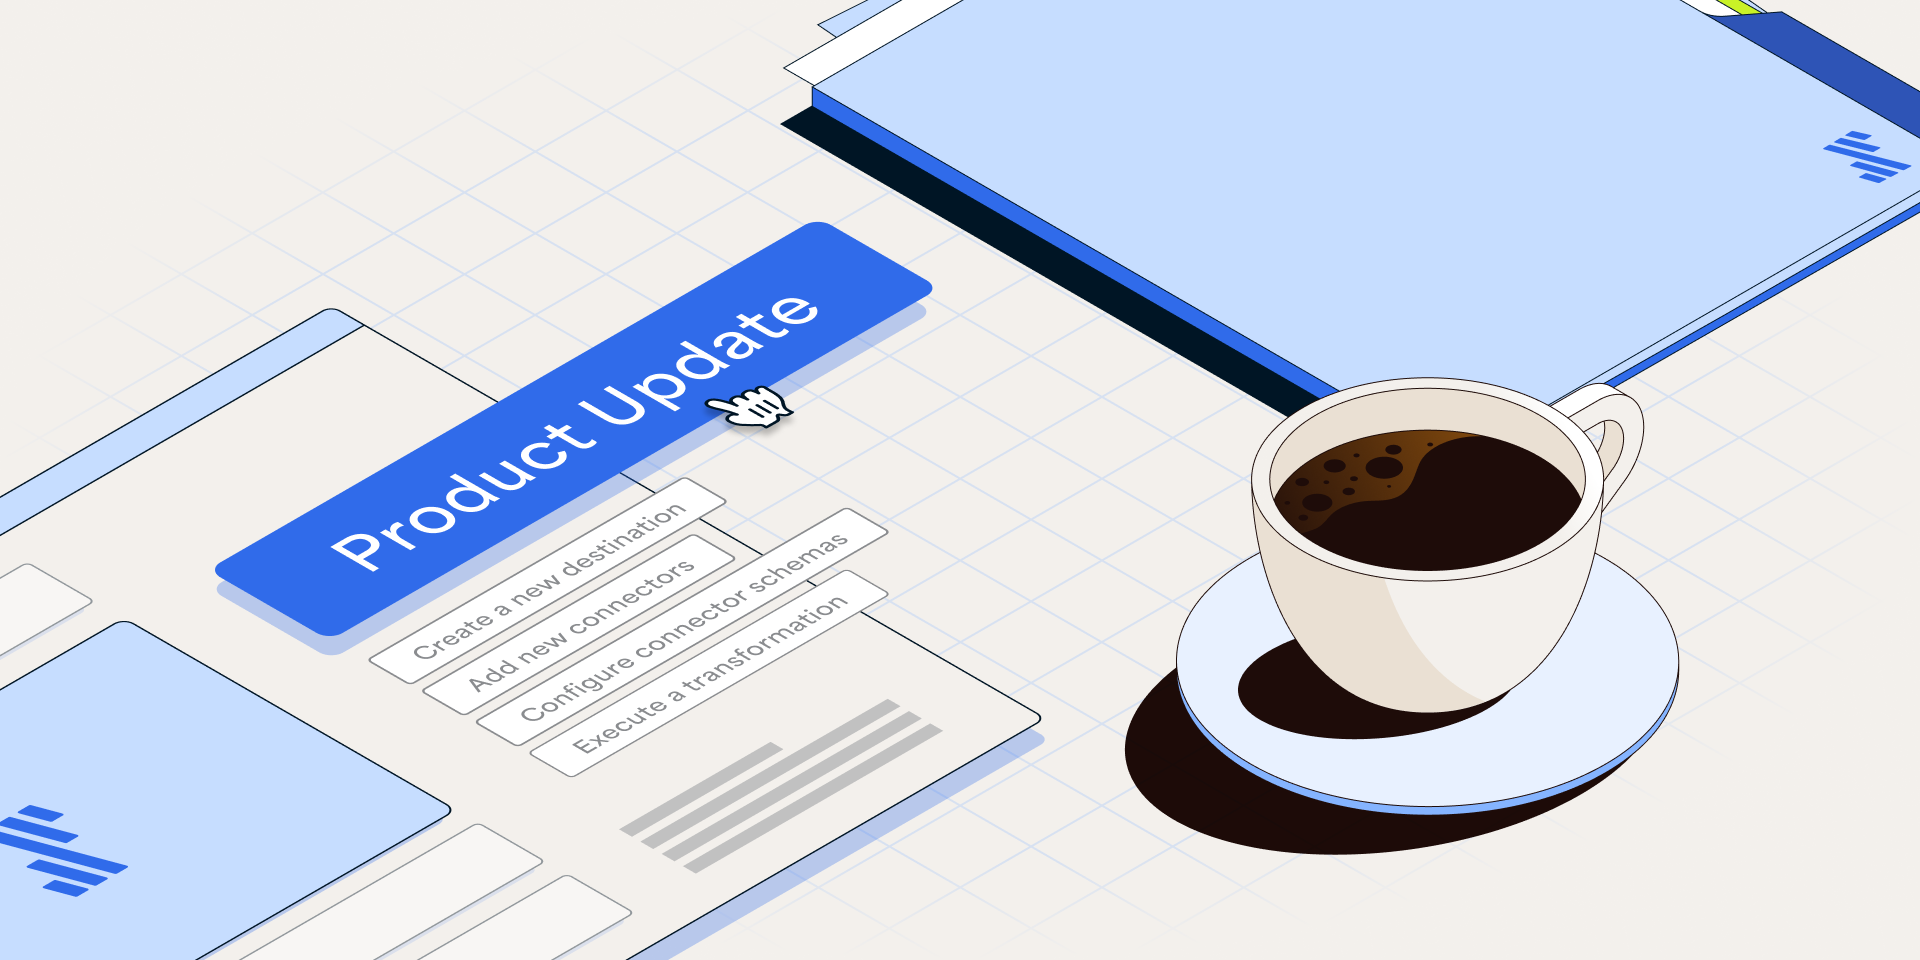 Product Update
Create a new destination
Add new connectors
Configure connector schemas
Execute a transformation